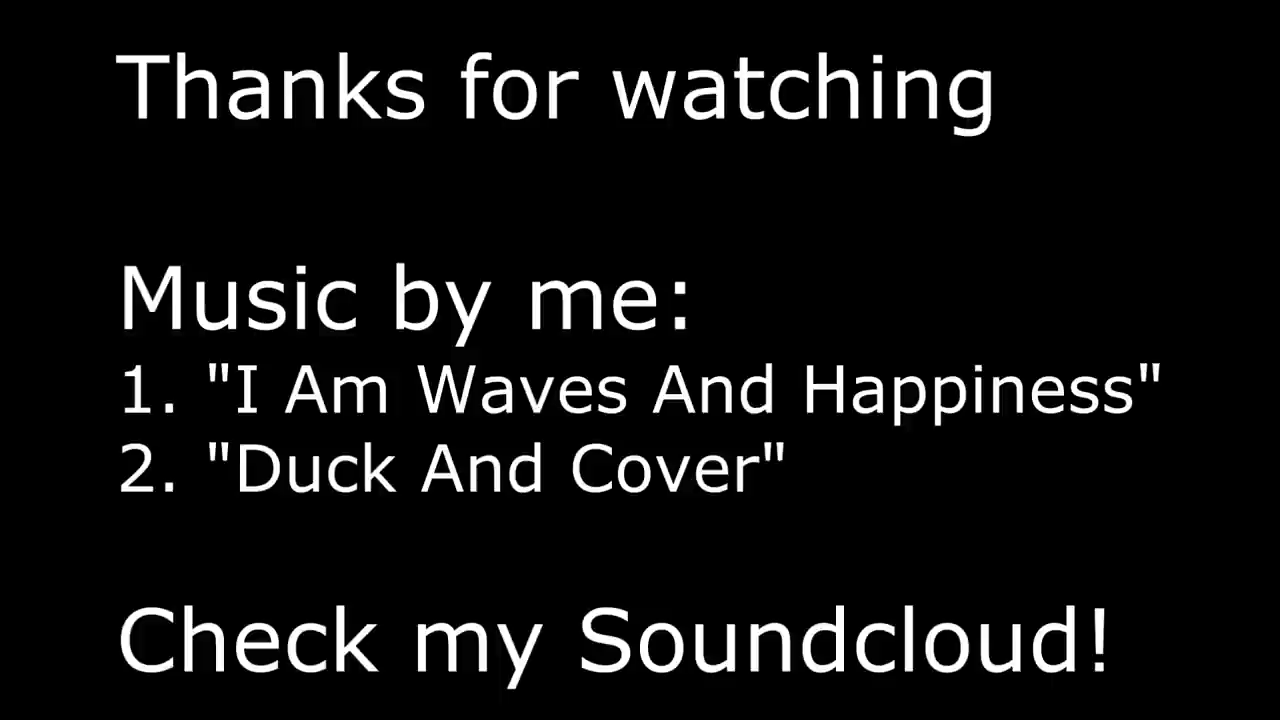 Thanks for watching
Music by me:
1. "I Am Waves And Happiness"
2. "Duck And Cover"
Check my Soundcloud!